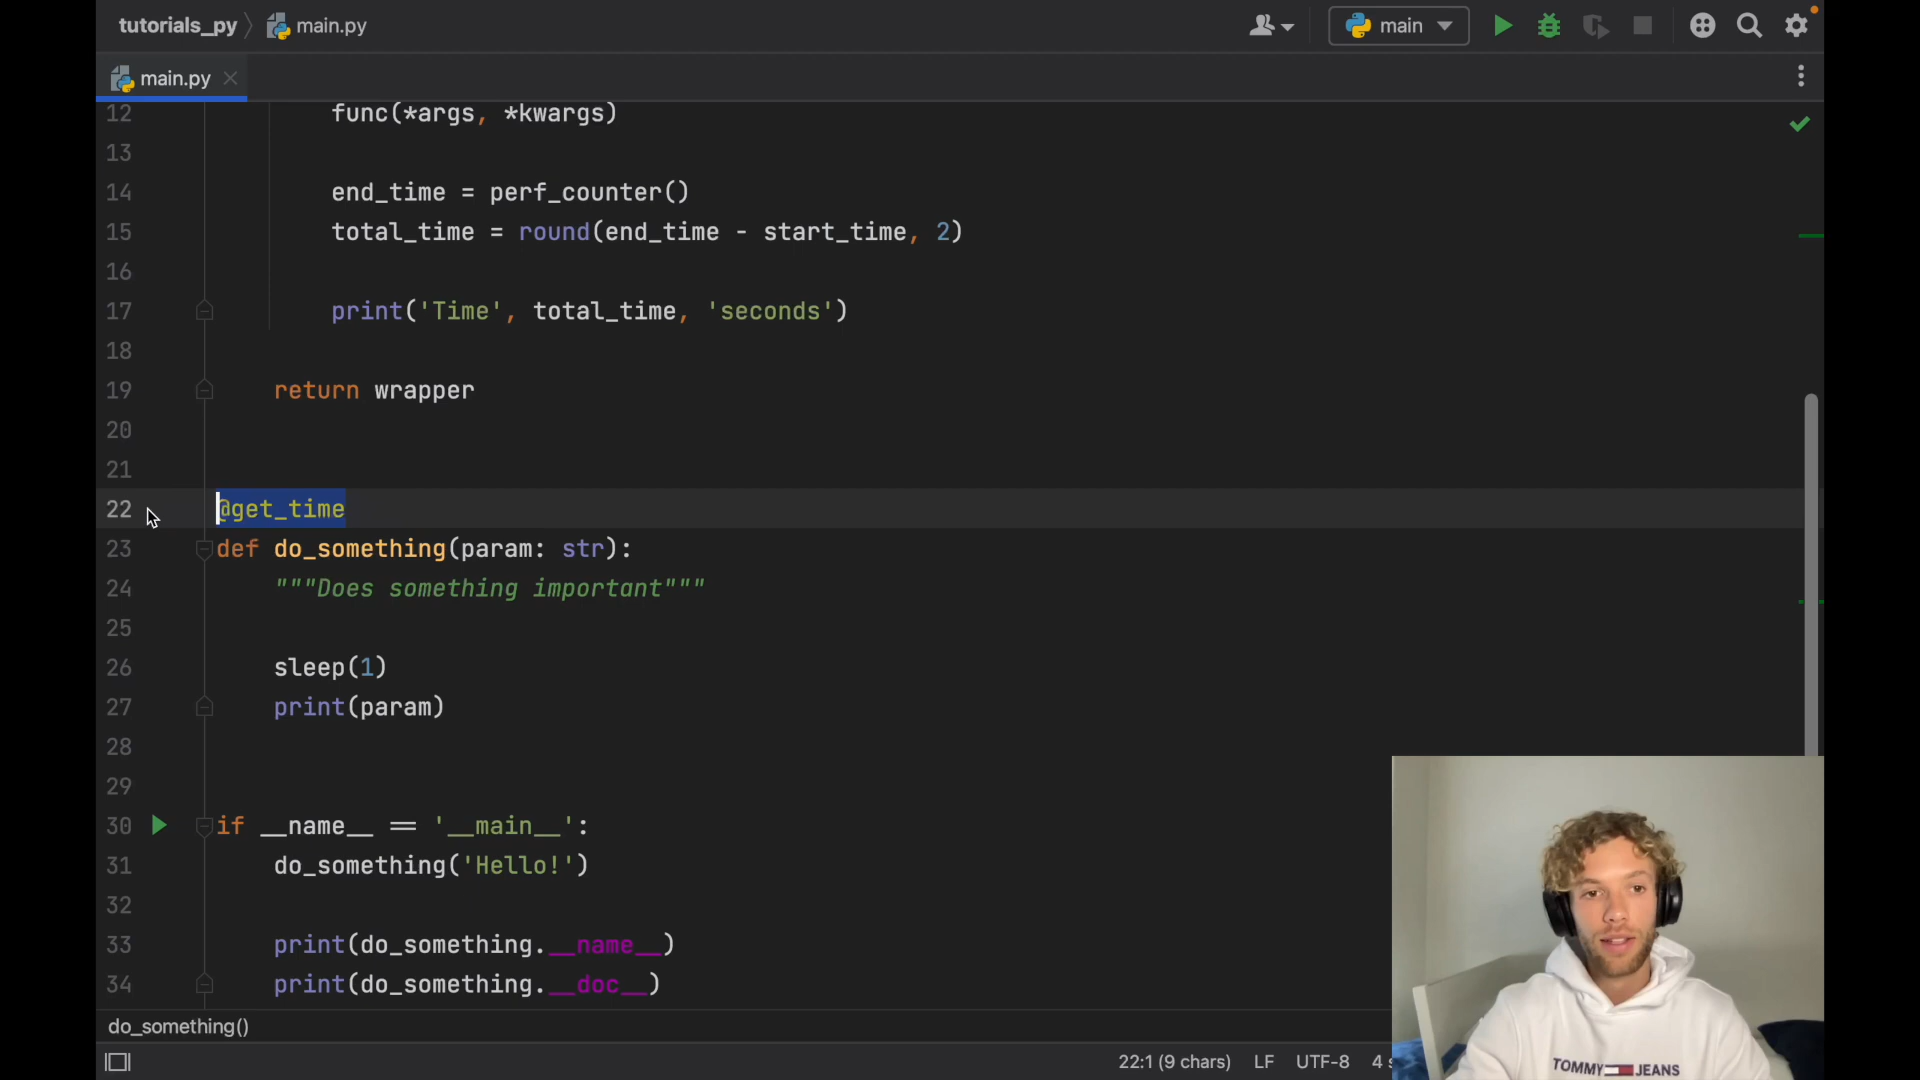 tutorials_py main.py main
main.py
12 func(*args, *kwargs)
13
14 end_time = perf_counter()
15 total_time = round(end_time - start_time, 2)
16
17 print('Time', total_time, 'seconds')
18
19 return wrapper
20
21
22 @get_time
23 def do_something(param: str):
24 """Does something important"""
25
26 sleep(1)
27 print(param)
28
29
30 if __name__ == '__main__':
31 do_something('Hello!')
32
33 print(do_something.__name__)
34 print(do_something.__doc__)
do_something()
22:1 (9 chars) LF UTF-8 4
TOMMY JEANS